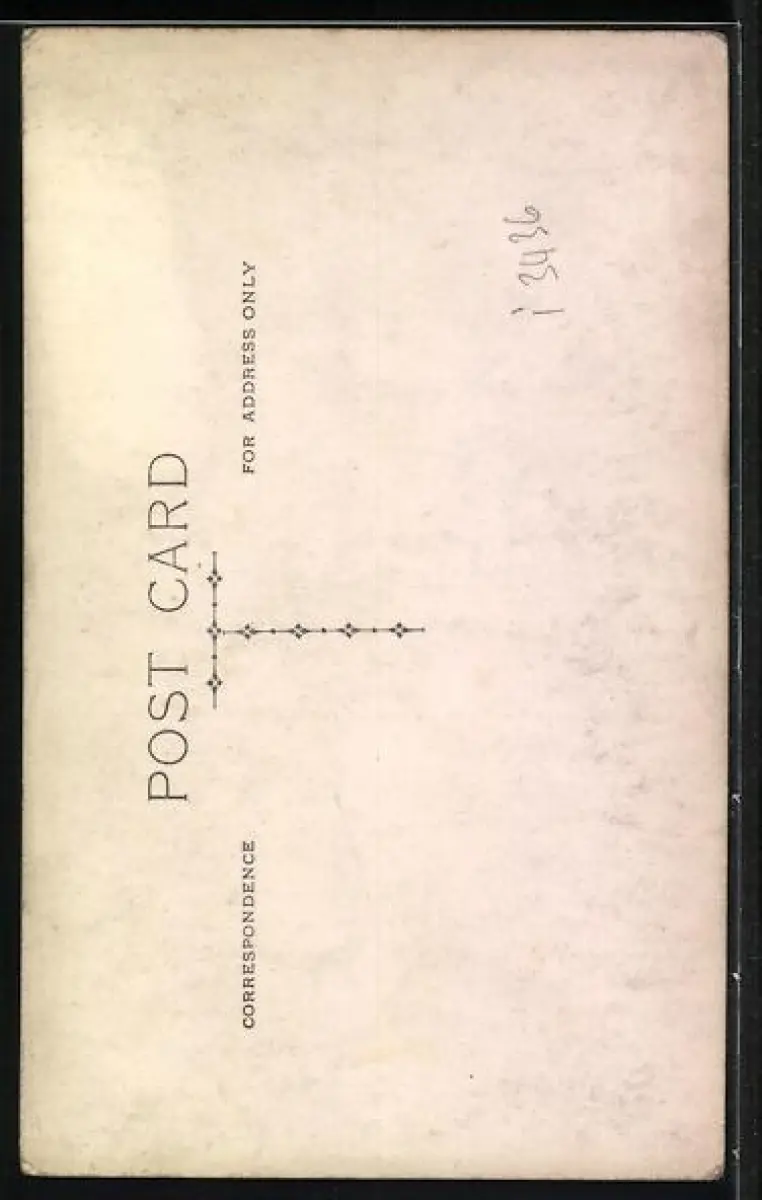 POST CARD
CORRESPONDENCE
FOR ADDRESS ONLY
i 3436